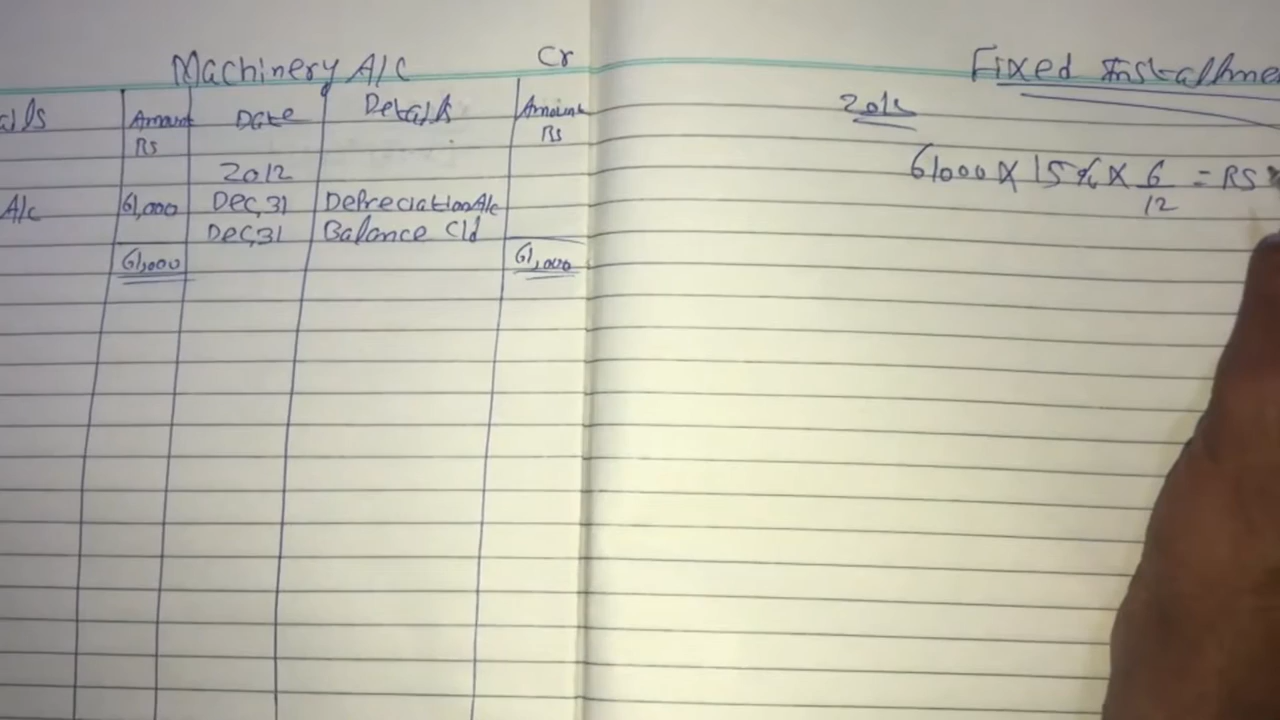 Machinery A/C Cr
Amount Date Details Amount
RS RS
2012
A/c 61,000 Dec,31 Depreciation A/c
Dec,31 Balance C/d
61,000 61,000
Fixed Installme
2012
61000 X 15% X 6/12 = RS